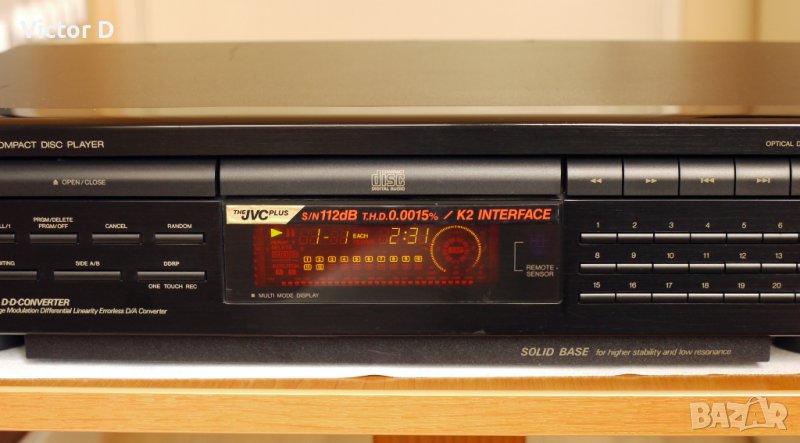 Victor D
OMPACT DISC PLAYER
OPTICAL D
OPEN/CLOSE
COMPACT
disc
DIGITAL AUDIO
THE JVC PLUS S/N 112dB T.H.D. 0.0015% / K2 INTERFACE
PRGM/DELETE
PRGM/OFF
CANCEL
RANDOM
1-1 EACH 2:31
1 2 3 4 5 6 7
SIDE A/B
DDRP
REMOTE
SENSOR
8 9 10 11 12 13
ONE TOUCH REC
MULTI MODE DISPLAY
15 16 17 18 19 20
D·D·CONVERTER
ge Modulation Differential Linearity Errorless D/A Converter
SOLID BASE for higher stability and low resonance
BAZAR